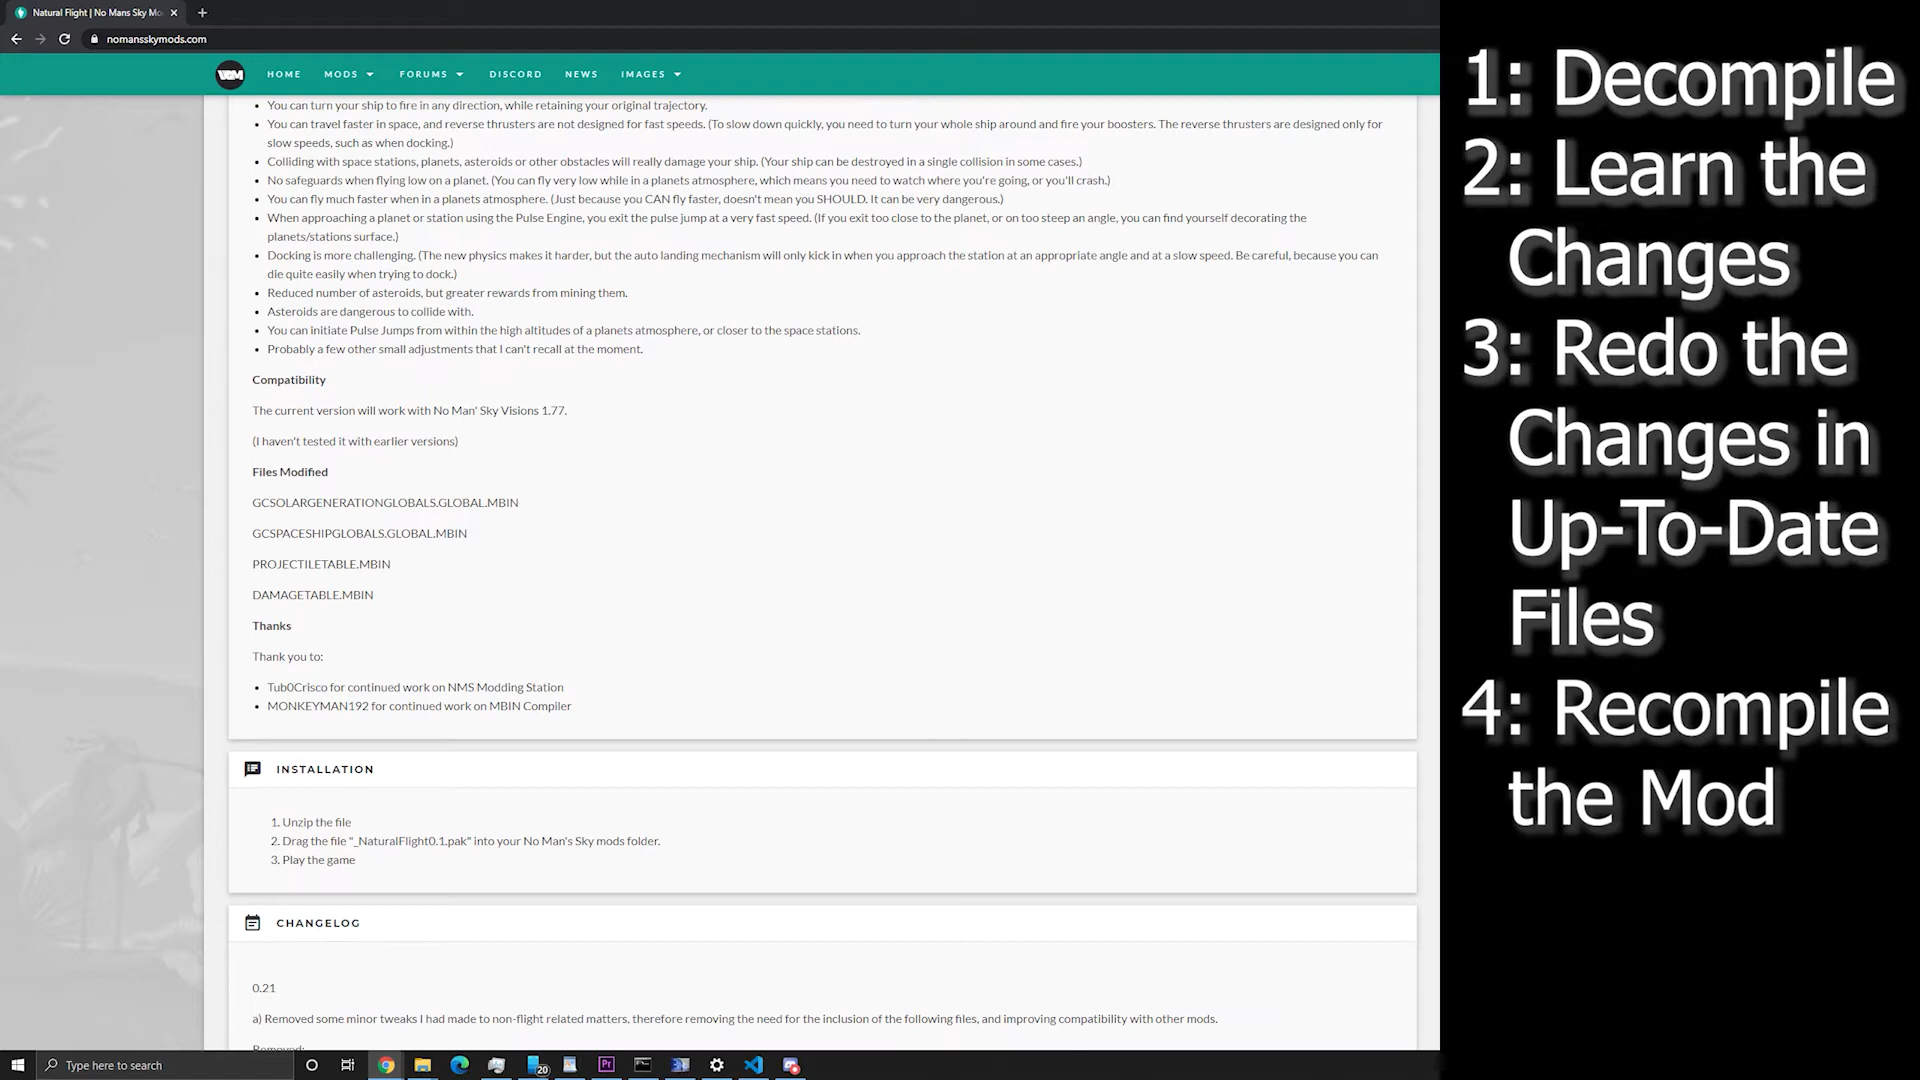 Natural Flight | No Mans Sky Mo
nomansskymods.com
HOME MODS FORUMS DISCORD NEWS IMAGES
You can turn your ship to fire in any direction, while retaining your original trajectory.
You can travel faster in space, and reverse thrusters are not designed for fast speeds. (To slow down quickly, you need to turn your whole ship around and fire your boosters. The reverse thrusters are designed only for
slow speeds, such as when docking.)
Colliding with space stations, planets, asteroids or other obstacles will really damage your ship. (Your ship can be destroyed in a single collision in some cases.)
No safeguards when flying low on a planet. (You can fly very low while in a planets atmosphere, which means you need to watch where you're going, or you'll crash.)
You can fly much faster when in a planets atmosphere. (Just because you CAN fly faster, doesn't mean you SHOULD. It can be very dangerous.)
When approaching a planet or station using the Pulse Engine, you exit the pulse jump at a very fast speed. (If you exit too close to the planet, or on too steep an angle, you can find yourself decorating the
planets/stations surface.)
Docking is more challenging. (The new physics makes it harder, but the auto landing mechanism will only kick in when you approach the station at an appropriate angle and at a slow speed. Be careful, because you can
die quite easily when trying to dock.)
Reduced number of asteroids, but greater rewards from mining them.
Asteroids are dangerous to collide with.
You can initiate Pulse Jumps from within the high altitudes of a planets atmosphere, or closer to the space stations.
Probably a few other small adjustments that I can't recall at the moment.
Compatibility
The current version will work with No Man' Sky Visions 1.77.
(I haven't tested it with earlier versions)
Files Modified
GCSOLARGENERATIONGLOBALS.GLOBAL.MBIN
GCSPACESHIPGLOBALS.GLOBAL.MBIN
PROJECTILETABLE.MBIN
DAMAGETABLE.MBIN
Thanks
Thank you to:
Tub0Crisco for continued work on NMS Modding Station
MONKEYMAN192 for continued work on MBIN Compiler
INSTALLATION
1. Unzip the file
2. Drag the file "_NaturalFlight0.1.pak" into your No Man's Sky mods folder.
3. Play the game
CHANGELOG
0.21
a) Removed some minor tweaks I had made to non-flight related matters, therefore removing the need for the inclusion of the following files, and improving compatibility with other mods.
Removed:
Type here to search
20
Pr
1: Decompile
2: Learn the
Changes
3: Redo the
Changes in
Up-To-Date
Files
4: Recompile
the Mod